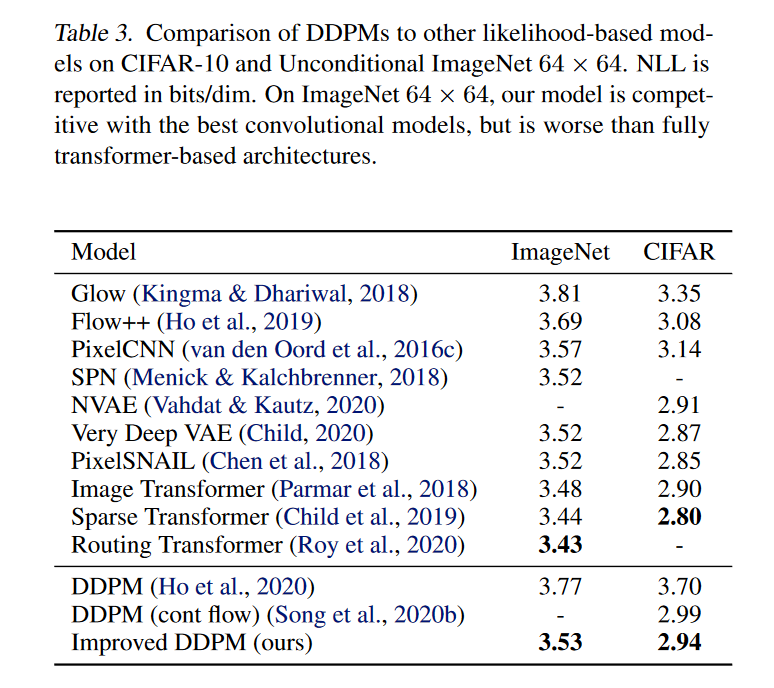 Table 3. Comparison of DDPMs to other likelihood-based mod-
els on CIFAR-10 and Unconditional ImageNet 64 × 64. NLL is
reported in bits/dim. On ImageNet 64 × 64, our model is compet-
itive with the best convolutional models, but is worse than fully
transformer-based architectures.
Model ImageNet CIFAR
Glow (Kingma & Dhariwal, 2018) 3.81 3.35
Flow++ (Ho et al., 2019) 3.69 3.08
PixelCNN (van den Oord et al., 2016c) 3.57 3.14
SPN (Menick & Kalchbrenner, 2018) 3.52 -
NVAE (Vahdat & Kautz, 2020) - 2.91
Very Deep VAE (Child, 2020) 3.52 2.87
PixelSNAIL (Chen et al., 2018) 3.52 2.85
Image Transformer (Parmar et al., 2018) 3.48 2.90
Sparse Transformer (Child et al., 2019) 3.44 2.80
Routing Transformer (Roy et al., 2020) 3.43 -
DDPM (Ho et al., 2020) 3.77 3.70
DDPM (cont flow) (Song et al., 2020b) - 2.99
Improved DDPM (ours) 3.53 2.94